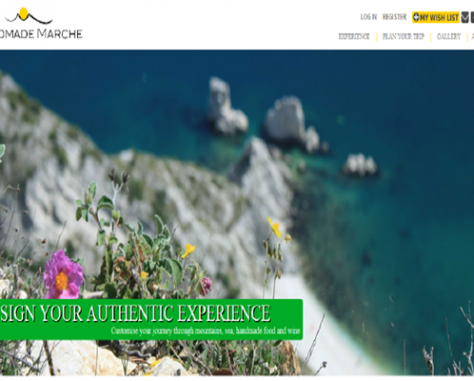 LOG IN REGISTER MY WISH LIST
OMADE MARCHE
EXPERIENCE PLAN YOUR TRIP GALLERY
SIGN YOUR AUTHENTIC EXPERIENCE
Customise your journey through mountains, sea, handmade food and wine